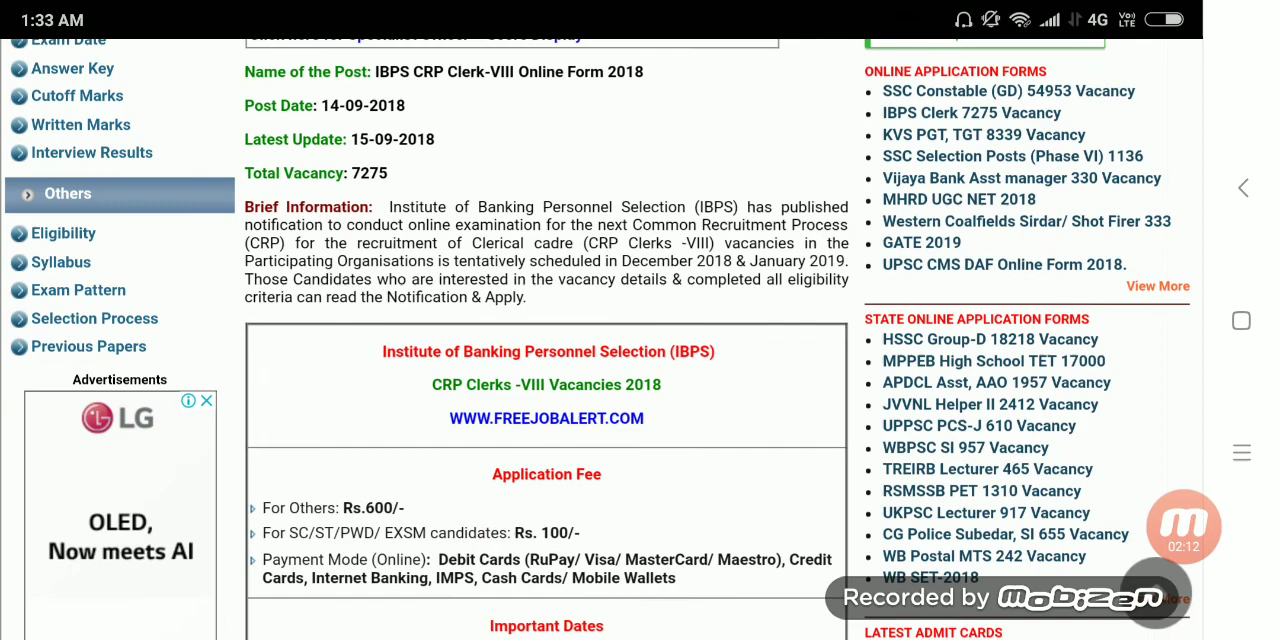 1:33 AM
4G
Vo)
LTE
Exam Date
Answer Key
Cutoff Marks
Written Marks
Interview Results
Others
Eligibility
Syllabus
Exam Pattern
Selection Process
Previous Papers
Advertisements
LG
OLED,
Now meets AI
Name of the Post: IBPS CRP Clerk-VIII Online Form 2018
Post Date: 14-09-2018
Latest Update: 15-09-2018
Total Vacancy: 7275
Brief Information: Institute of Banking Personnel Selection (IBPS) has published
notification to conduct online examination for the next Common Recruitment Process
(CRP) for the recruitment of Clerical cadre (CRP Clerks -VIII) vacancies in the
Participating Organisations is tentatively scheduled in December 2018 & January 2019.
Those Candidates who are interested in the vacancy details & completed all eligibility
criteria can read the Notification & Apply.
Institute of Banking Personnel Selection (IBPS)
CRP Clerks -VIII Vacancies 2018
WWW.FREEJOBALERT.COM
Application Fee
For Others: Rs.600/-
For SC/ST/PWD/ EXSM candidates: Rs. 100/-
Payment Mode (Online): Debit Cards (RuPay/ Visa/ MasterCard/ Maestro), Credit
Cards, Internet Banking, IMPS, Cash Cards/ Mobile Wallets
Important Dates
ONLINE APPLICATION FORMS
SSC Constable (GD) 54953 Vacancy
IBPS Clerk 7275 Vacancy
KVS PGT, TGT 8339 Vacancy
SSC Selection Posts (Phase VI) 1136
Vijaya Bank Asst manager 330 Vacancy
MHRD UGC NET 2018
Western Coalfields Sirdar/ Shot Firer 333
GATE 2019
UPSC CMS DAF Online Form 2018.
View More
STATE ONLINE APPLICATION FORMS
HSSC Group-D 18218 Vacancy
MPPEB High School TET 17000
APDCL Asst, AAO 1957 Vacancy
JVVNL Helper II 2412 Vacancy
UPPSC PCS-J 610 Vacancy
WBPSC SI 957 Vacancy
TREIRB Lecturer 465 Vacancy
RSMSSB PET 1310 Vacancy
UKPSC Lecturer 917 Vacancy
CG Police Subedar, SI 655 Vacancy
WB Postal MTS 242 Vacancy
WB SET-2018
More
LATEST ADMIT CARDS
02:12
Recorded by mobizen